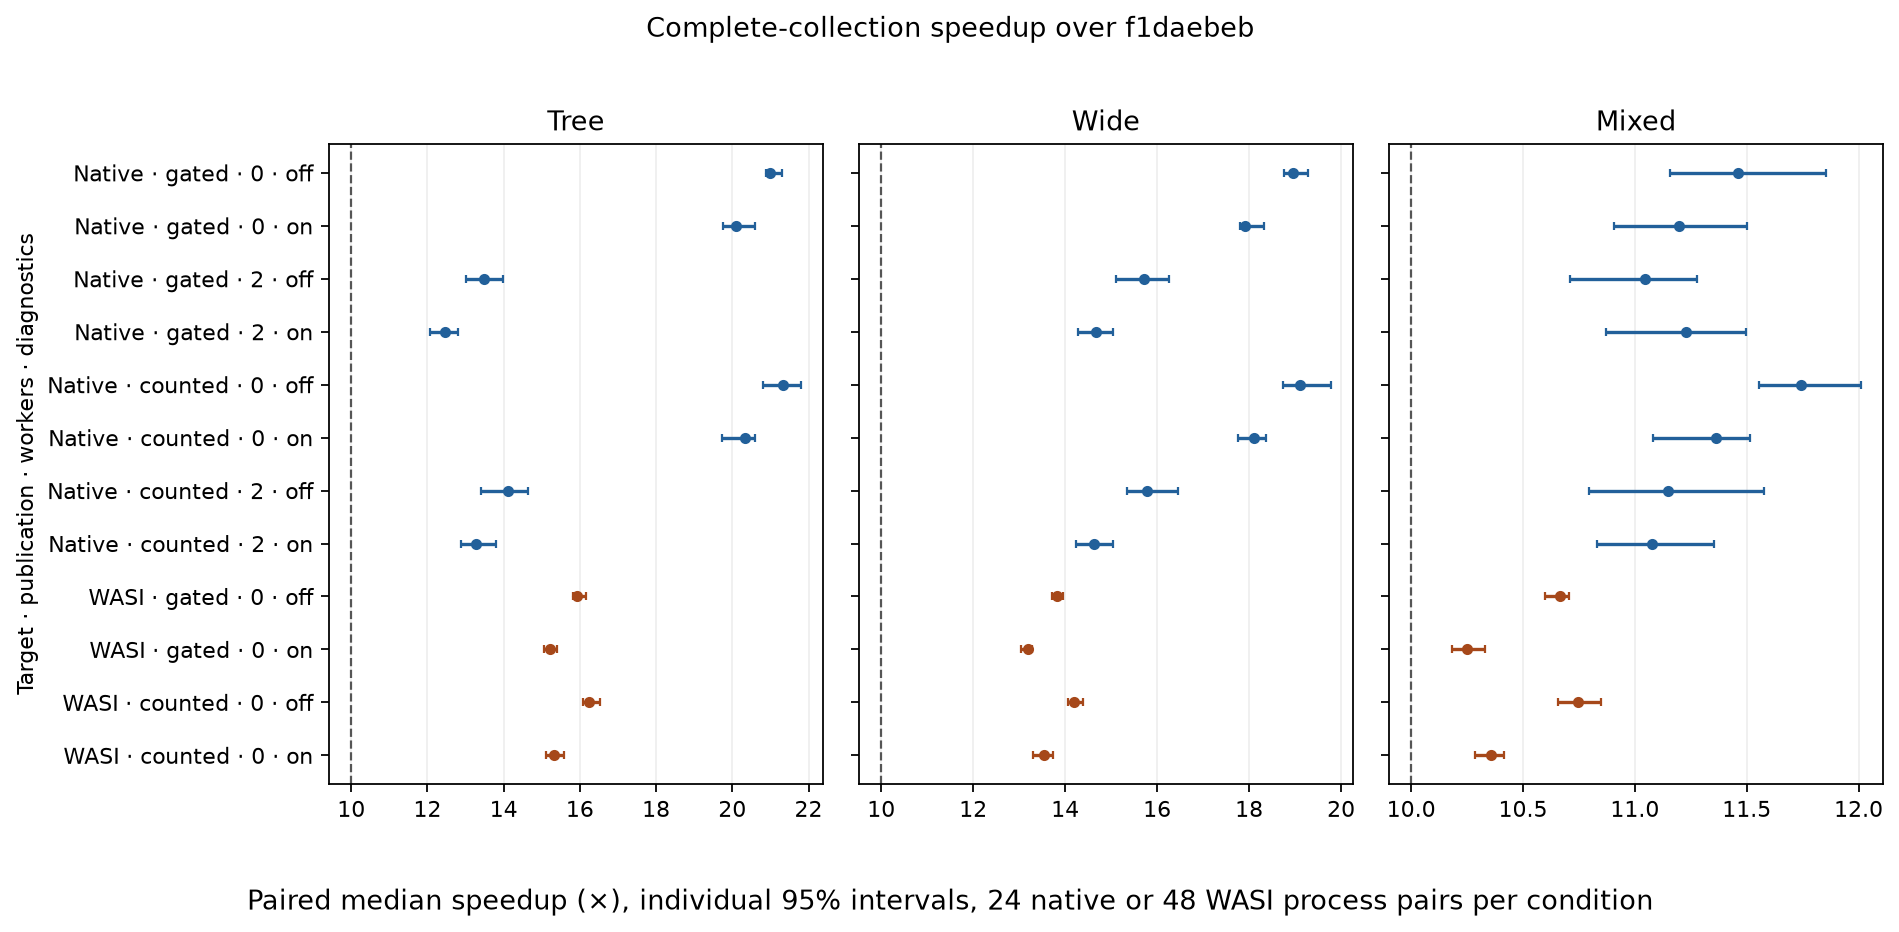 Complete-collection speedup over f1daebeb
Tree
Wide
Mixed
Target · publication · workers · diagnostics
Native · gated · 0 · off
Native · gated · 0 · on
Native · gated · 2 · off
Native · gated · 2 · on
Native · counted · 0 · off
Native · counted · 0 · on
Native · counted · 2 · off
Native · counted · 2 · on
WASI · gated · 0 · off
WASI · gated · 0 · on
WASI · counted · 0 · off
WASI · counted · 0 · on
10 12 14 16 18 20 22
10 12 14 16 18 20
10.0 10.5 11.0 11.5 12.0
Paired median speedup (×), individual 95% intervals, 24 native or 48 WASI process pairs per condition